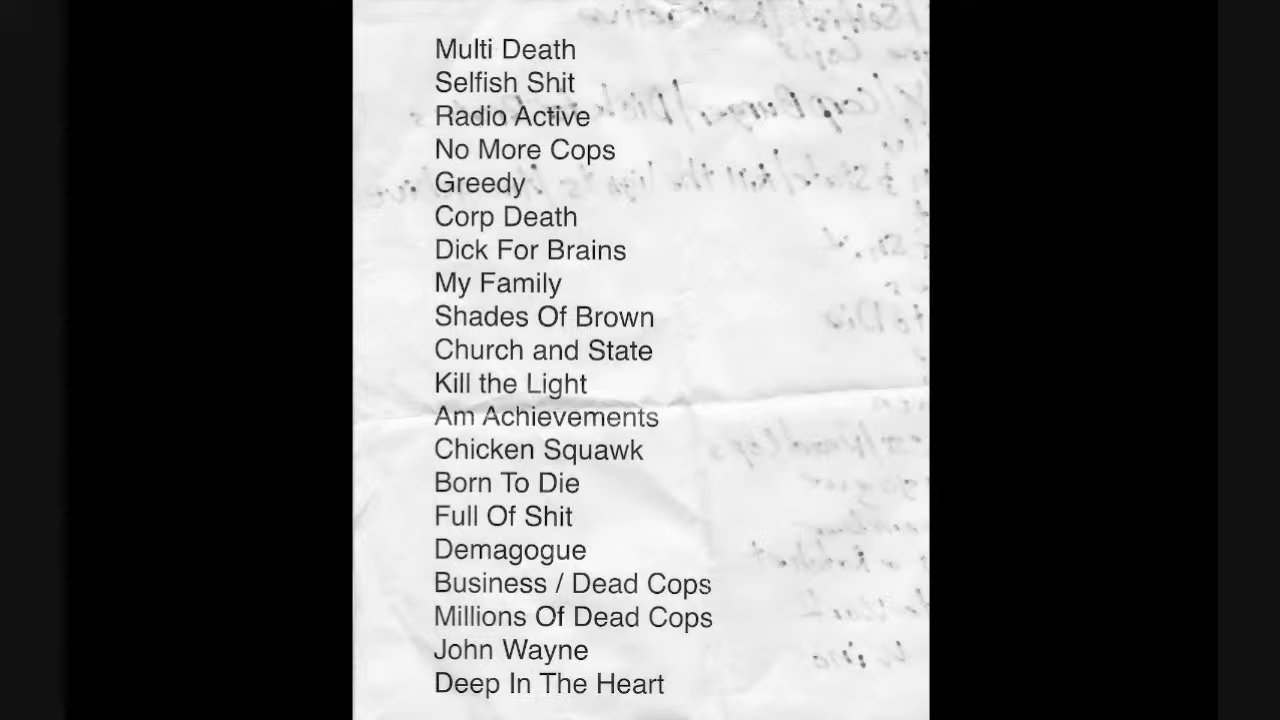 Multi Death
Selfish Shit
Radio Active
No More Cops
Greedy
Corp Death
Dick For Brains
My Family
Shades Of Brown
Church and State
Kill the Light
Am Achievements
Chicken Squawk
Born To Die
Full Of Shit
Demagogue
Business / Dead Cops
Millions Of Dead Cops
John Wayne
Deep In The Heart